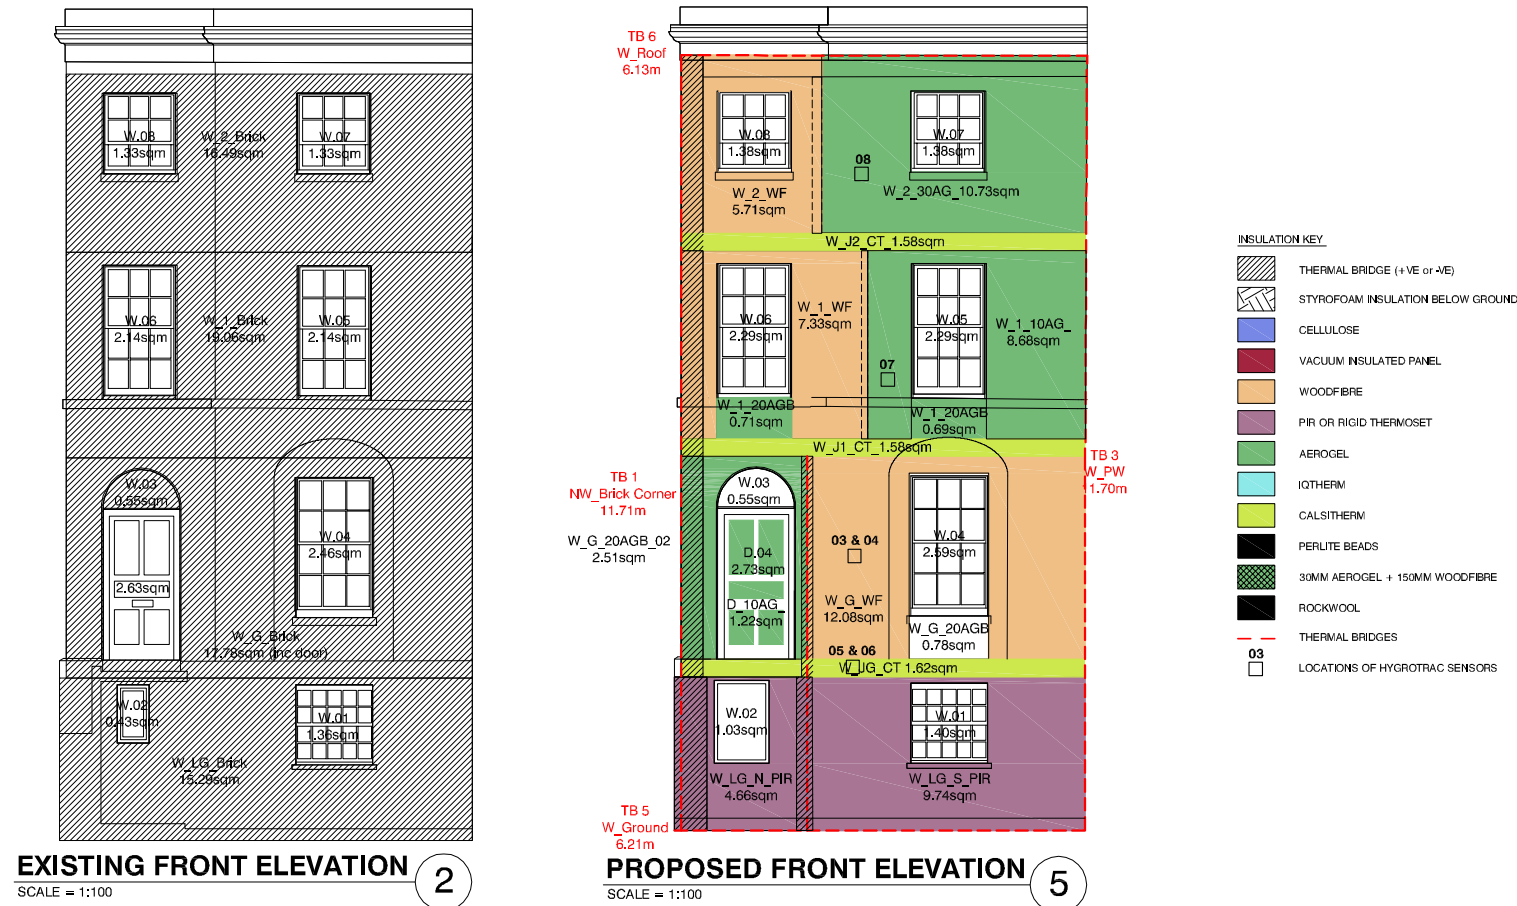 W.08
1.33sqm
W_2_Brick
16.49sqm
W.07
1.33sqm
W.06
2.14sqm
W_1_Brick
19.06sqm
W.05
2.14sqm
W.03
0.55sqm
W.04
2.46sqm
2.63sqm
W_G_Brick
17.78sqm (inc door)
W.02
0.43sqm
W.01
1.36sqm
W_LG_Brick
15.29sqm
EXISTING FRONT ELEVATION
SCALE = 1:100
2
TB 6
W_Roof
6.13m
W.08
1.38sqm
W.07
1.38sqm
08
W_2_WF
5.71sqm
W_2_30AG_10.73sqm
W_J2_CT_1.58sqm
W.06
2.29sqm
W_1_WF
7.33sqm
W.05
2.29sqm
W_1_10AG_
8.68sqm
07
W_1_20AGB
0.71sqm
W_1_20AGB
0.69sqm
W_J1_CT_1.58sqm
TB 1
NW_Brick Corner
11.71m
TB 3
W_PW
11.70m
W_G_20AGB_02
2.51sqm
W.03
0.55sqm
D.04
2.73sqm
D_10AG_
1.22sqm
03 & 04
W.04
2.59sqm
W_G_WF
12.08sqm
W_G_20AGB
0.78sqm
05 & 06
W_JG_CT 1.62sqm
W.02
1.03sqm
W.01
1.40sqm
W_LG_N_PIR
4.66sqm
W_LG_S_PIR
9.74sqm
TB 5
W_Ground
6.21m
PROPOSED FRONT ELEVATION
SCALE = 1:100
5
INSULATION KEY
THERMAL BRIDGE (+VE or -VE)
STYROFOAM INSULATION BELOW GROUND
CELLULOSE
VACUUM INSULATED PANEL
WOODFIBRE
PIR OR RIGID THERMOSET
AEROGEL
IQTHERM
CALSITHERM
PERLITE BEADS
30MM AEROGEL + 150MM WOODFIBRE
ROCKWOOL
THERMAL BRIDGES
03
LOCATIONS OF HYGROTRAC SENSORS